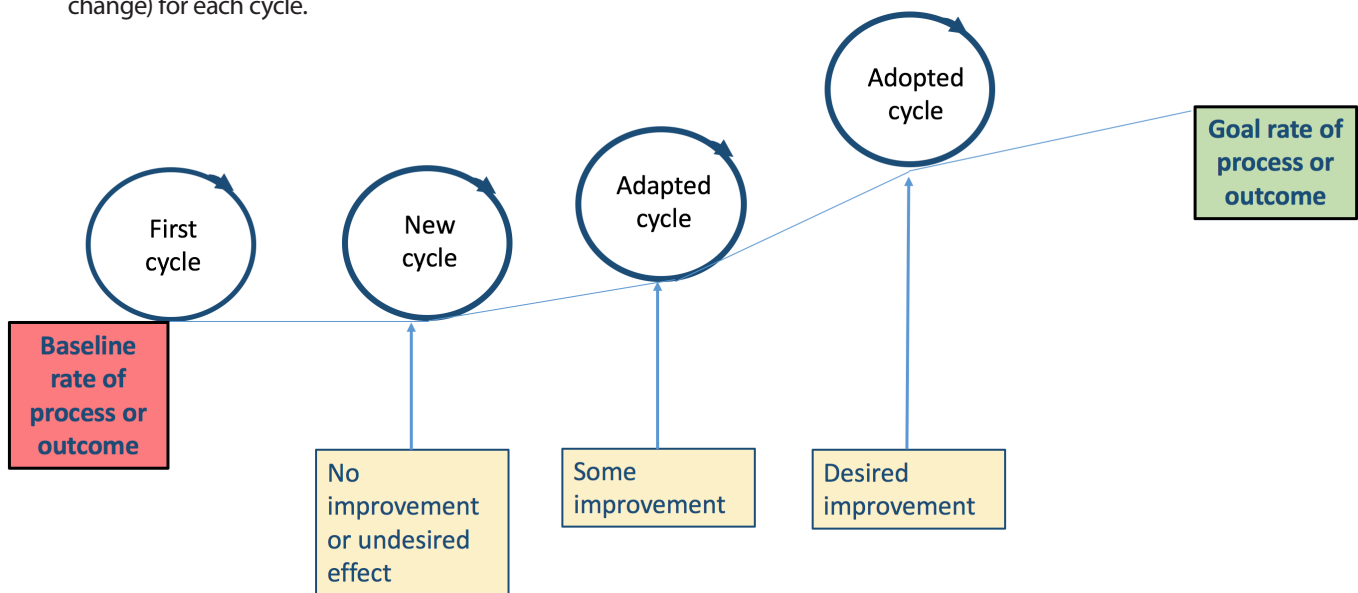 change) for each cycle.
First
cycle
New
cycle
Adapted
cycle
Adopted
cycle
Goal rate of
process or
outcome
Baseline
rate of
process or
outcome
No
improvement
or undesired
effect
Some
improvement
Desired
improvement